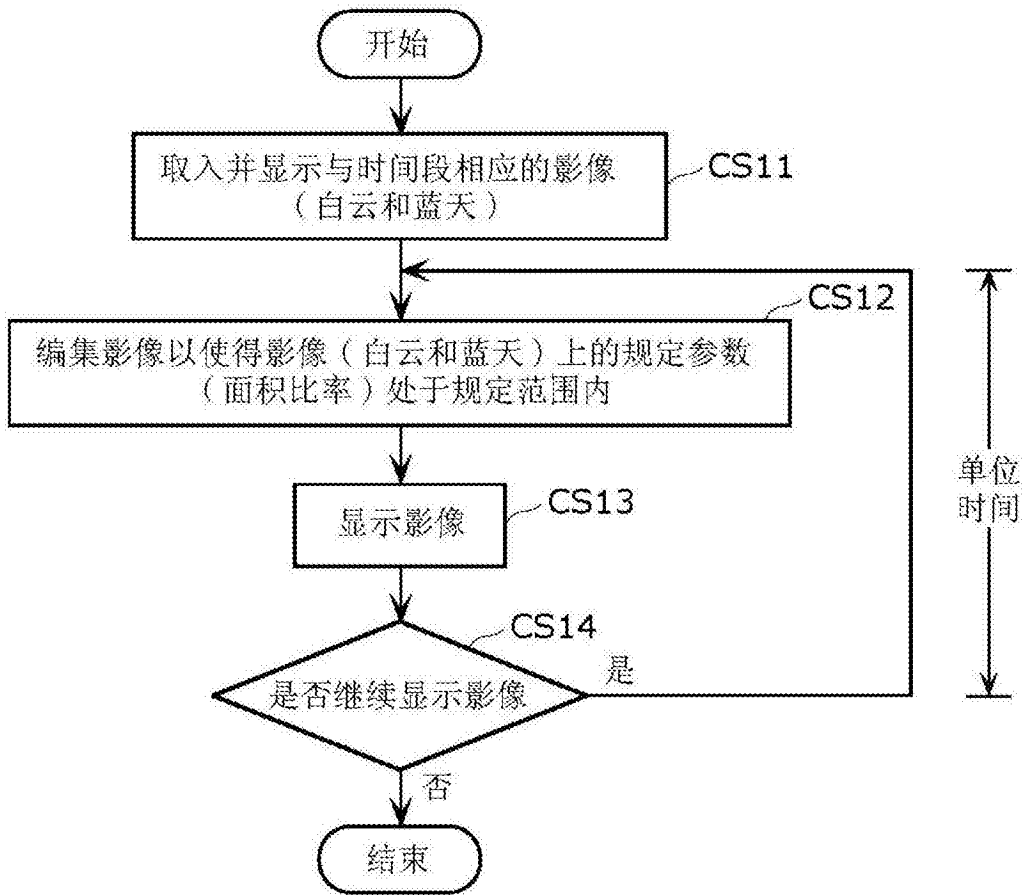 开始
取入并显示与时间段相应的影像
（白云和蓝天）
CS11
CS12
编集影像以使得影像（白云和蓝天）上的规定参数
（面积比率）处于规定范围内
单位
时间
显示影像
CS13
CS14
是否继续显示影像
是
否
结束